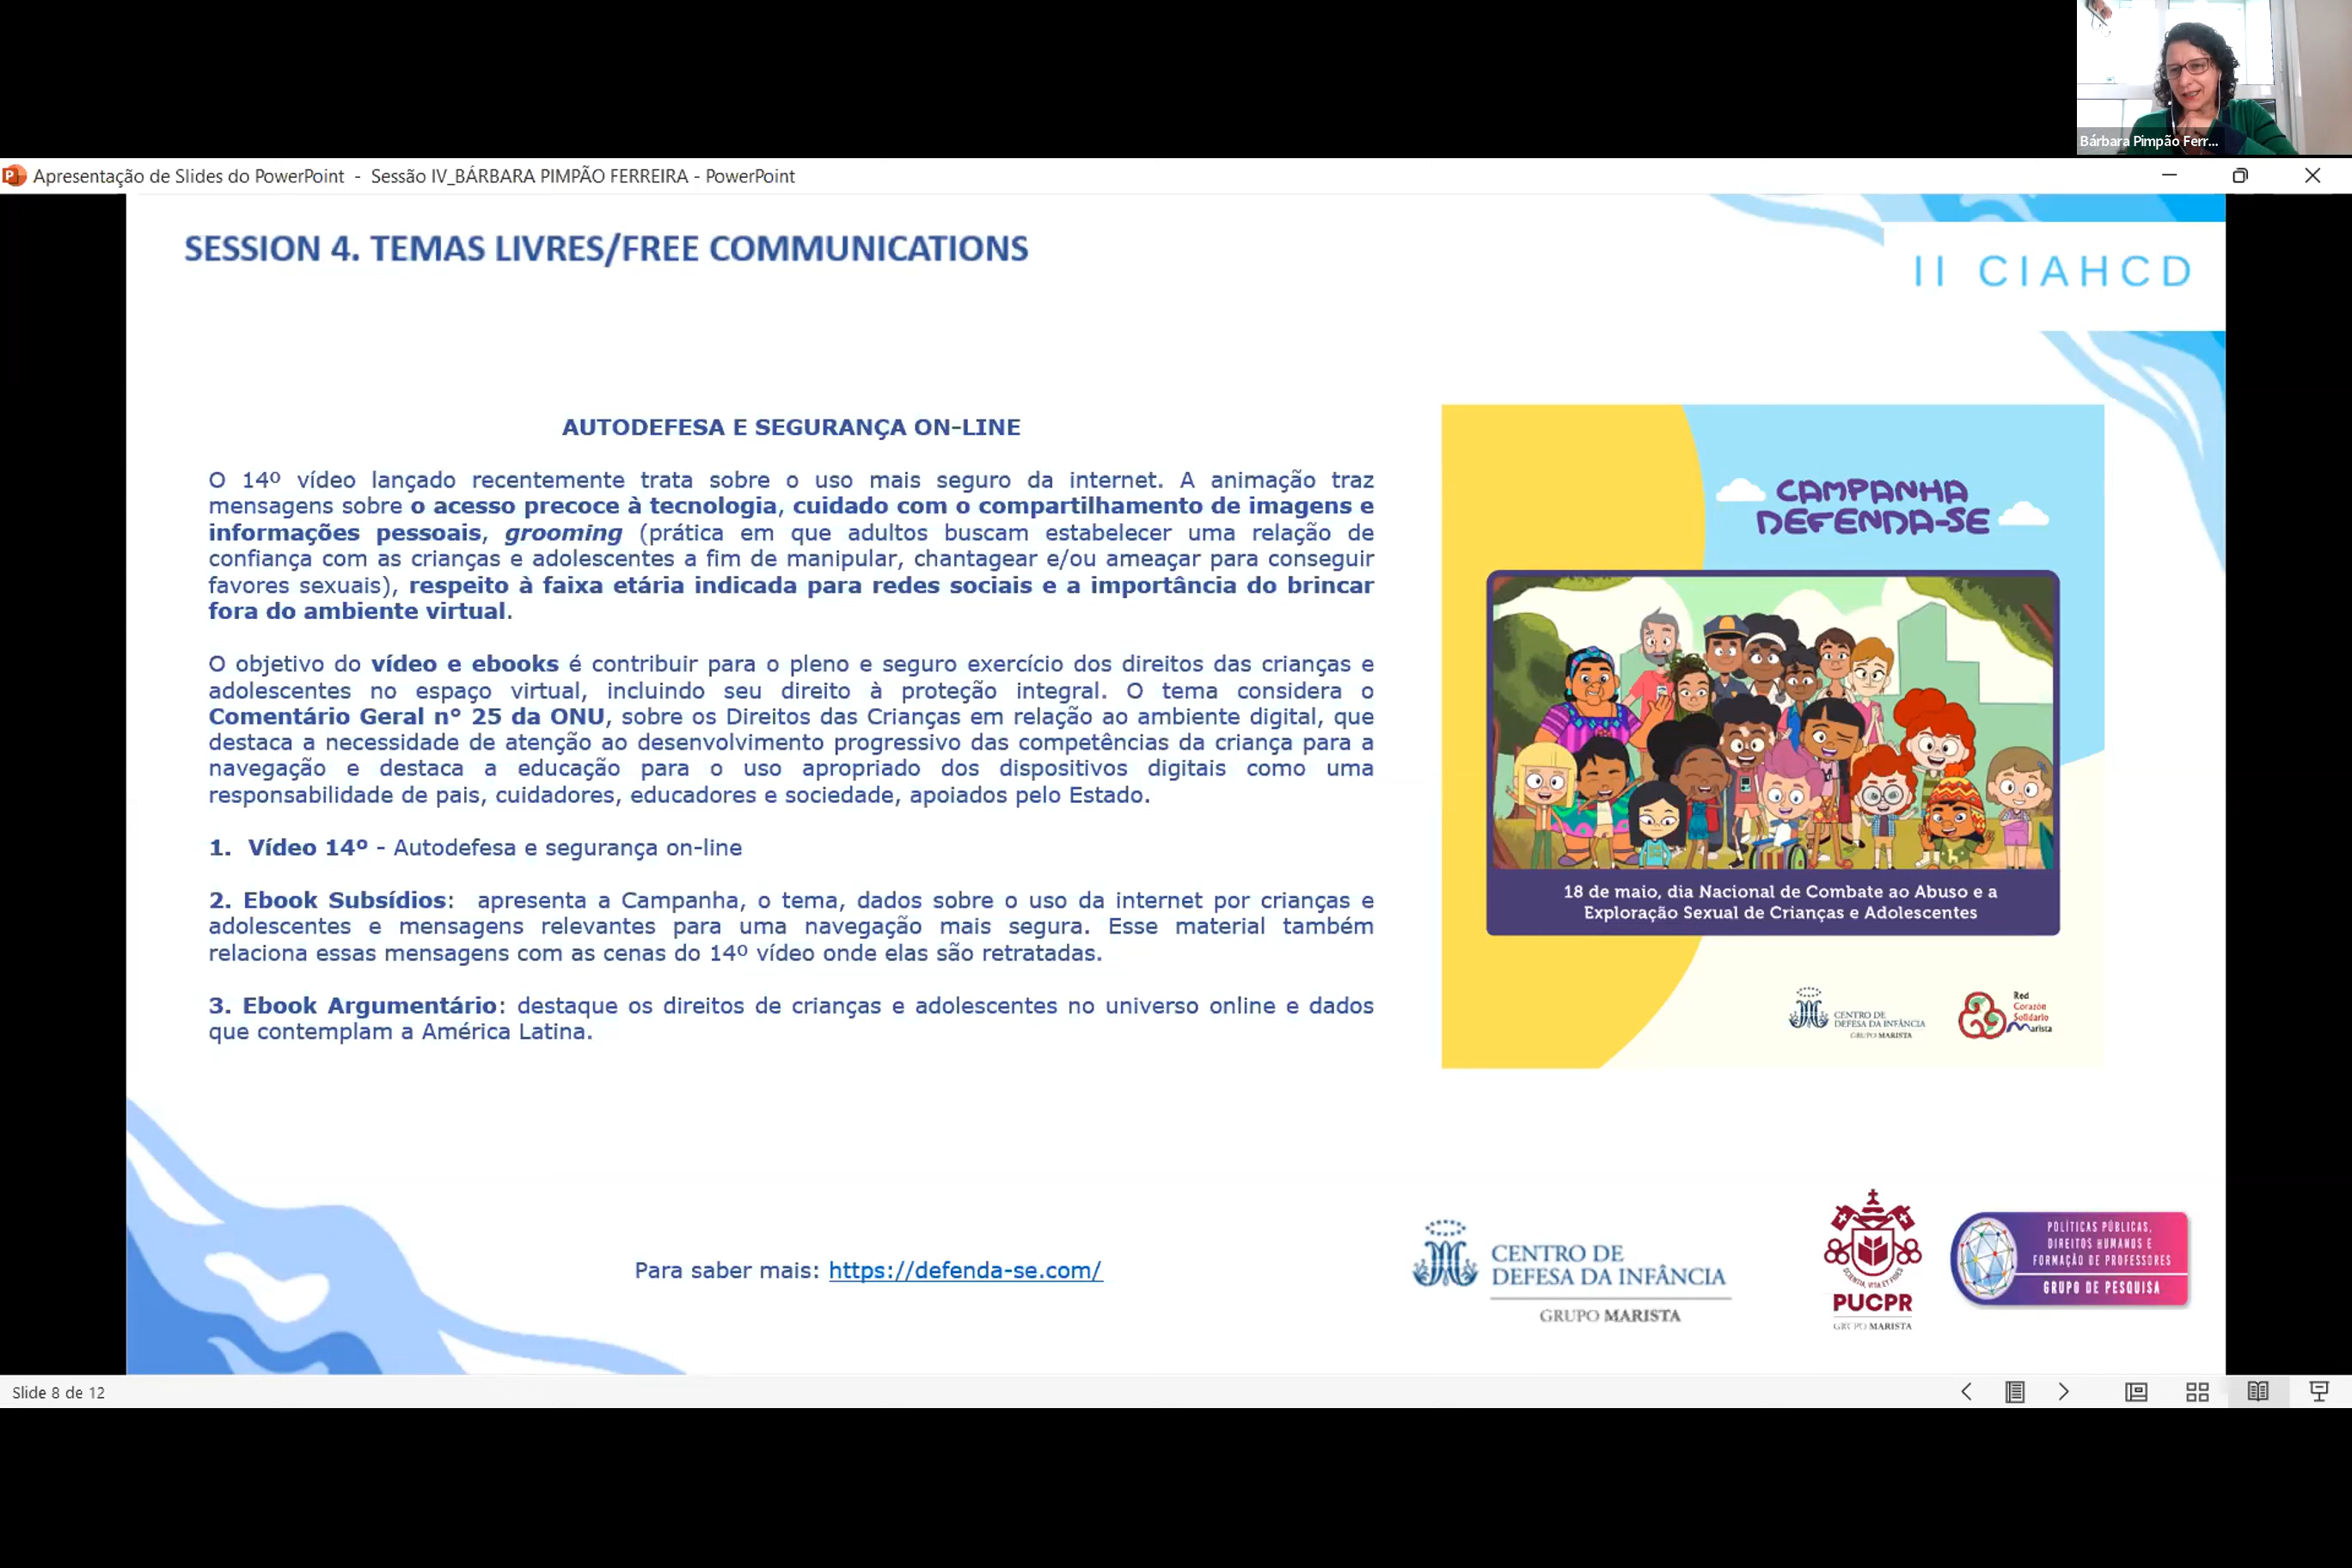 Bárbara Pimpão Ferr...
Apresentação de Slides do PowerPoint - Sessão IV_BÁRBARA PIMPÃO FERREIRA - PowerPoint
SESSION 4. TEMAS LIVRES/FREE COMMUNICATIONS
II CIAHCD
AUTODEFESA E SEGURANÇA ON-LINE
O 14º vídeo lançado recentemente trata sobre o uso mais seguro da internet. A animação traz
mensagens sobre o acesso precoce à tecnologia, cuidado com o compartilhamento de imagens e
informações pessoais, grooming (prática em que adultos buscam estabelecer uma relação de
confiança com as crianças e adolescentes a fim de manipular, chantagear e/ou ameaçar para conseguir
favores sexuais), respeito à faixa etária indicada para redes sociais e a importância do brincar
fora do ambiente virtual.
O objetivo do vídeo e ebooks é contribuir para o pleno e seguro exercício dos direitos das crianças e
adolescentes no espaço virtual, incluindo seu direito à proteção integral. O tema considera o
Comentário Geral n° 25 da ONU, sobre os Direitos das Crianças em relação ao ambiente digital, que
destaca a necessidade de atenção ao desenvolvimento progressivo das competências da criança para a
navegação e destaca a educação para o uso apropriado dos dispositivos digitais como uma
responsabilidade de pais, cuidadores, educadores e sociedade, apoiados pelo Estado.
1. Vídeo 14º - Autodefesa e segurança on-line
2. Ebook Subsídios: apresenta a Campanha, o tema, dados sobre o uso da internet por crianças e
adolescentes e mensagens relevantes para uma navegação mais segura. Esse material também
relaciona essas mensagens com as cenas do 14º vídeo onde elas são retratadas.
3. Ebook Argumentário: destaque os direitos de crianças e adolescentes no universo online e dados
que contemplam a América Latina.
CAMPANHA
DEFENDA-SE
18 de maio, dia Nacional de Combate ao Abuso e a
Exploração Sexual de Crianças e Adolescentes
CENTRO DE
DEFESA DA INFÂNCIA
GRUPO MARISTA
Red
Corazón
Solidario
Marista
Para saber mais: https://defenda-se.com/
CENTRO DE
DEFESA DA INFÂNCIA
GRUPO MARISTA
PUCPR
GRUPO MARISTA
POLÍTICAS PÚBLICAS,
DIREITOS HUMANOS E
FORMAÇÃO DE PROFESSORES
GRUPO DE PESQUISA
Slide 8 de 12